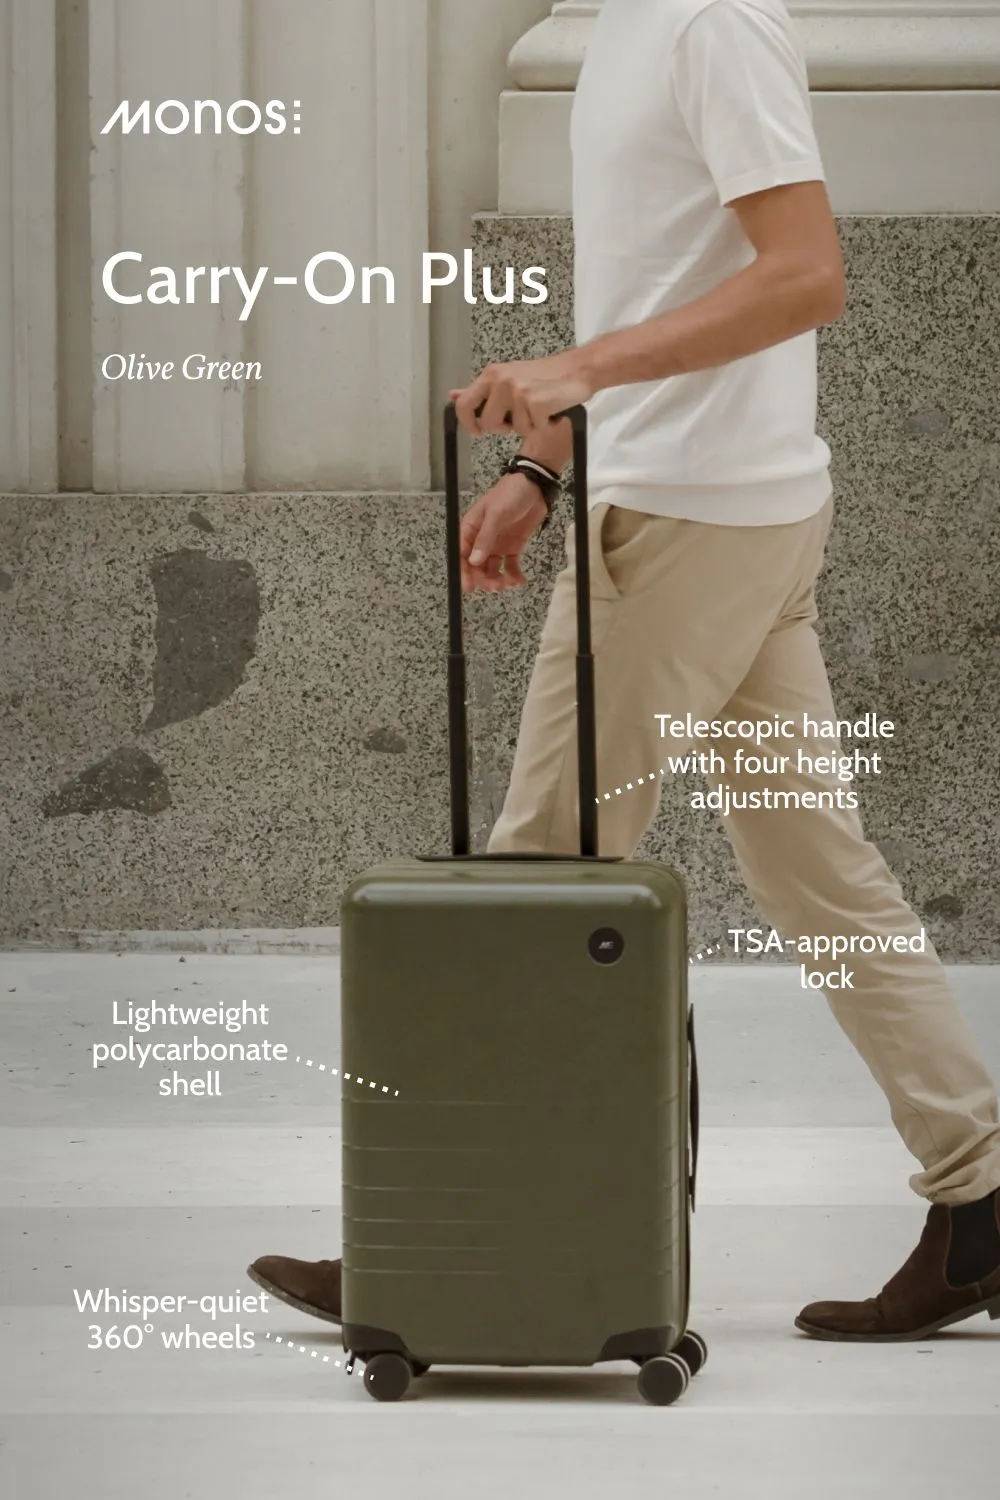 monos:
Carry-On Plus
Olive Green
Telescopic handle
with four height
adjustments
TSA-approved
lock
Lightweight
polycarbonate
shell
Whisper-quiet
360° wheels